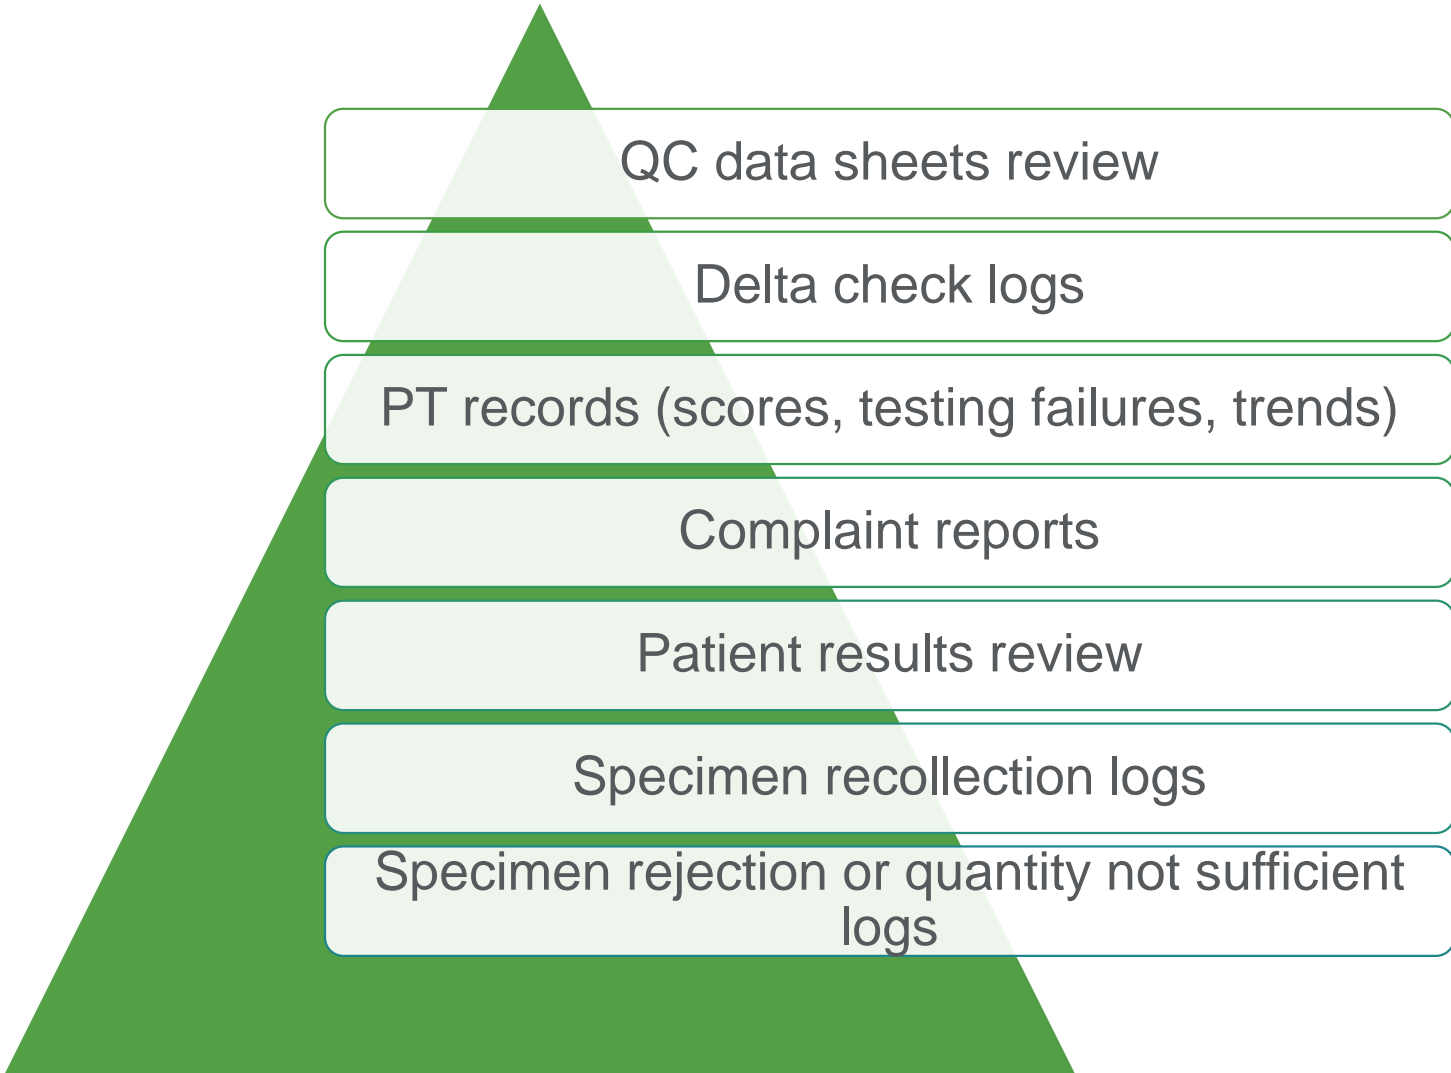 QC data sheets review
Delta check logs
PT records (scores, testing failures, trends)
Complaint reports
Patient results review
Specimen recollection logs
Specimen rejection or quantity not sufficient
logs